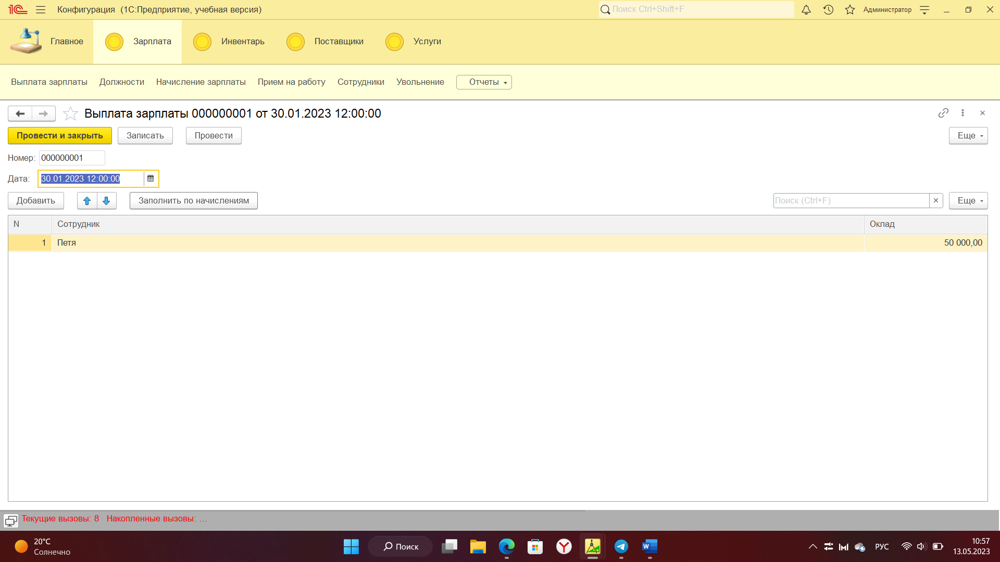 Конфигурация (1С:Предприятие, учебная версия)
Поиск Ctrl+Shift+F
Администратор
Главное
Зарплата
Инвентарь
Поставщики
Услуги
Выплата зарплаты
Должности
Начисление зарплаты
Прием на работу
Сотрудники
Увольнение
Отчеты
Выплата зарплаты 000000001 от 30.01.2023 12:00:00
Провести и закрыть
Записать
Провести
Еще
Номер: 000000001
Дата: 30.01.2023 12:00:00
Добавить
Заполнить по начислениям
Поиск (Ctrl+F)
Еще
N Сотрудник Оклад
1 Петя 50 000,00
Текущие вызовы: 8 Накопленные вызовы: ...
20°C
Солнечно
Поиск
РУС
10:57
13.05.2023